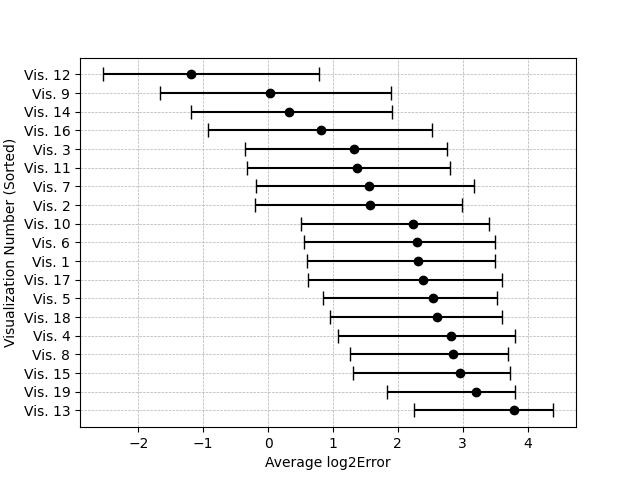 Visualization Number (Sorted)
Vis. 12
Vis. 9
Vis. 14
Vis. 16
Vis. 3
Vis. 11
Vis. 7
Vis. 2
Vis. 10
Vis. 6
Vis. 1
Vis. 17
Vis. 5
Vis. 18
Vis. 4
Vis. 8
Vis. 15
Vis. 19
Vis. 13
−2 −1 0 1 2 3 4
Average log2Error